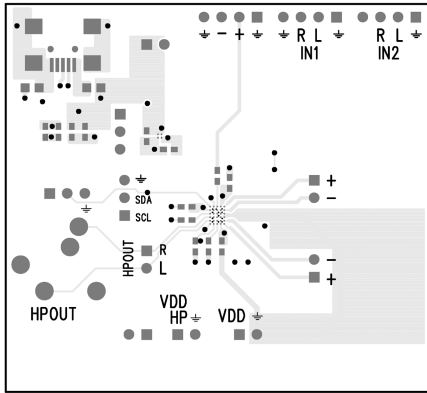 ⏚ − + ⏚ R L ⏚ R L ⏚
IN1 IN2
⏚
SDA
⏚
SCL
+
−
HPOUT
R
L
−
+
HPOUT
VDD
HP ⏚
VDD ⏚